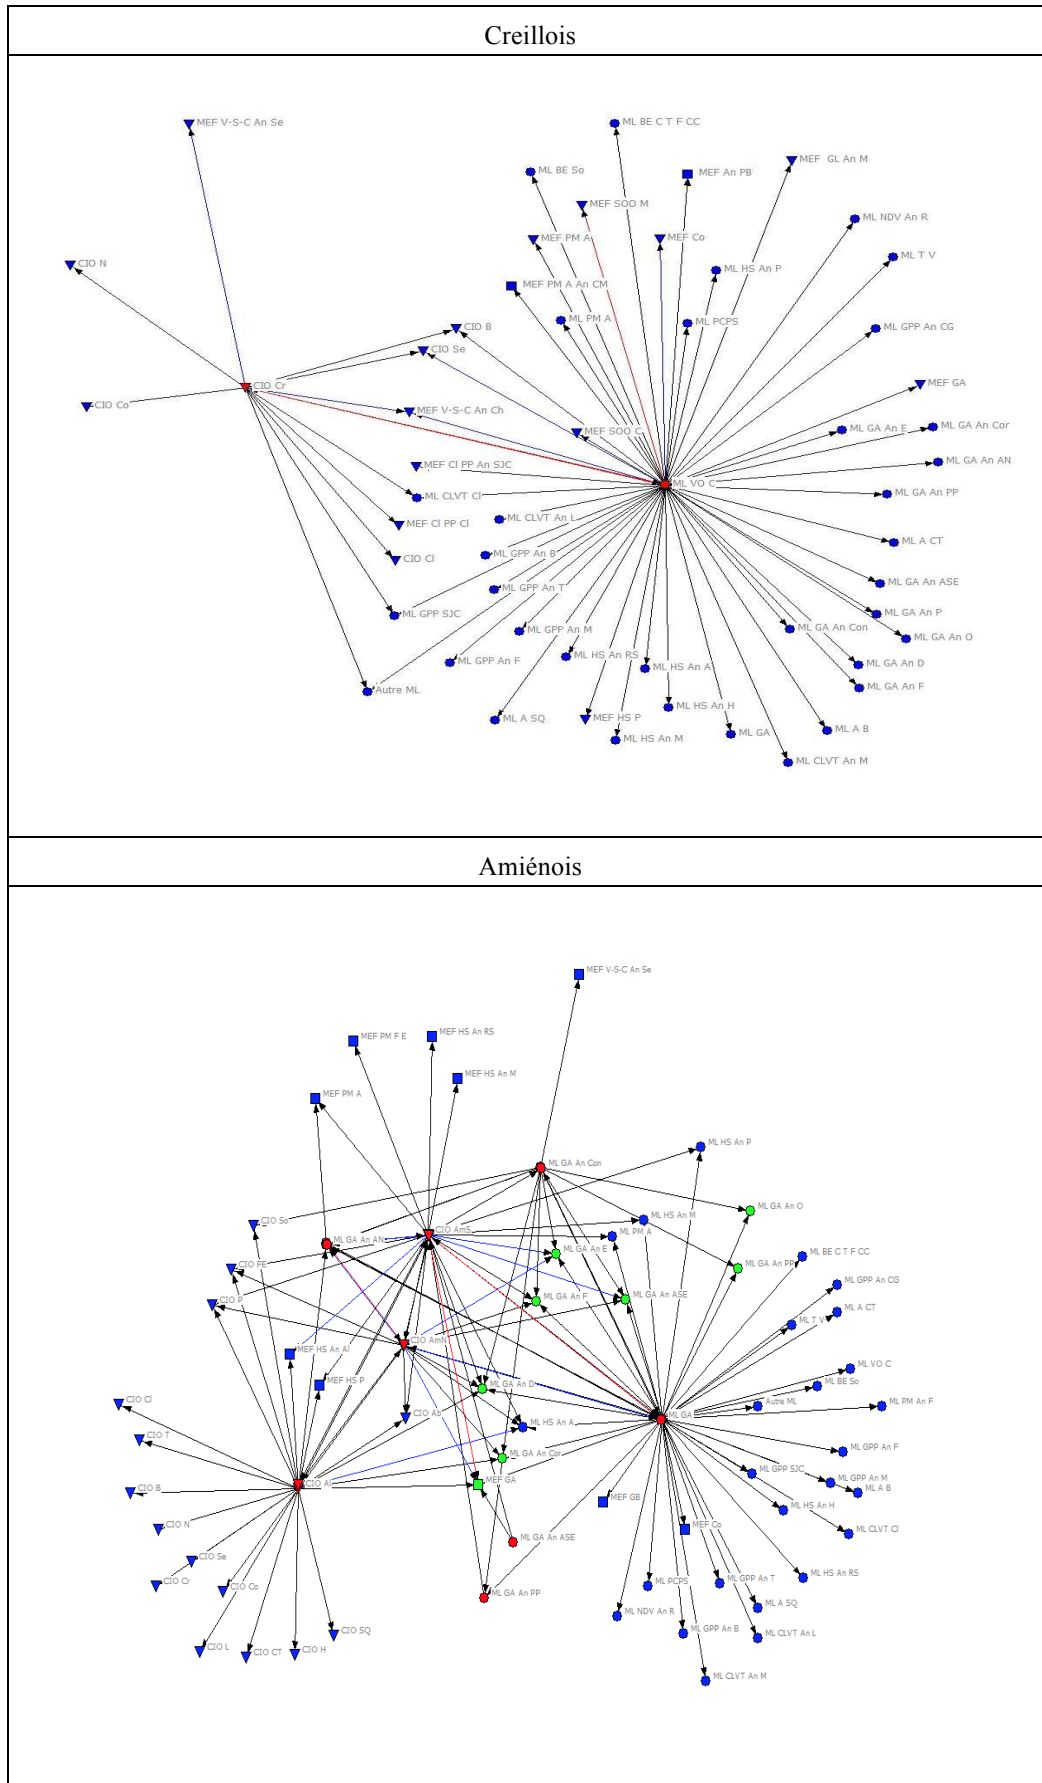 Creillois
MEF V-S-C An Se
ML BE C T F CC
MEF GL An M
ML BE So
MEF An PB
MEF SOO M
ML NDV An R
MEF PM A
MEF Co
ML T V
CIO N
ML HS An P
MEF PM A An CM
ML PM A
ML PCPS
CIO B
ML GPP An CG
CIO Se
CIO Cr
MEF GA
CIO Co
MEF V-S-C An Ch
ML GA An E
ML GA An Cor
MEF SOO C
MEF Cl PP An SJC
ML GA An AN
ML VO C
ML CLVT Cl
ML GA An PP
ML CLVT An L
MEF Cl PP Cl
ML A CT
CIO Cl
ML GPP An B
ML GA An ASE
ML GPP An T
ML GPP SJC
ML GA An P
ML GPP An M
ML GA An Con
ML GA An O
ML HS An RS
ML GPP An F
ML HS An A
ML GA An D
Autre ML
ML GA An F
ML HS An H
ML A SQ
MEF HS P
ML A B
ML HS An M
ML GA
ML CLVT An M
Amiénois
MEF V-S-C An Se
MEF PM F E
MEF HS An RS
MEF HS An M
MEF PM A
ML HS An P
ML GA An Con
ML GA An O
CIO So
ML HS An M
CIO AmS
ML PM A
ML GA An AN
ML GA An E
ML BE C T F CC
CIO FE
ML GA An PP
ML GPP An CG
CIO P
ML GA An F
ML GA An ASE
ML A CT
ML T V
CIO AmN
MEF HS An Al
ML VO C
MEF HS P
ML GA An D
ML BE So
CIO Cl
Autre ML
ML PM An F
CIO Ab
ML GA
ML HS An A
CIO T
ML GPP An F
ML GA An Cor
ML GPP SJC
CIO Al
MEF GA
ML GPP An M
CIO B
ML A B
MEF GB
ML HS An H
CIO N
MEF Co
ML CLVT Cl
ML GA An ASE
CIO Se
ML HS An RS
CIO Cr
ML PCPS
ML GPP An T
CIO Co
ML GA An PP
ML A SQ
ML NDV An R
CIO SQ
ML GPP An B
ML CLVT An L
CIO L
CIO CT
CIO H
ML CLVT An M